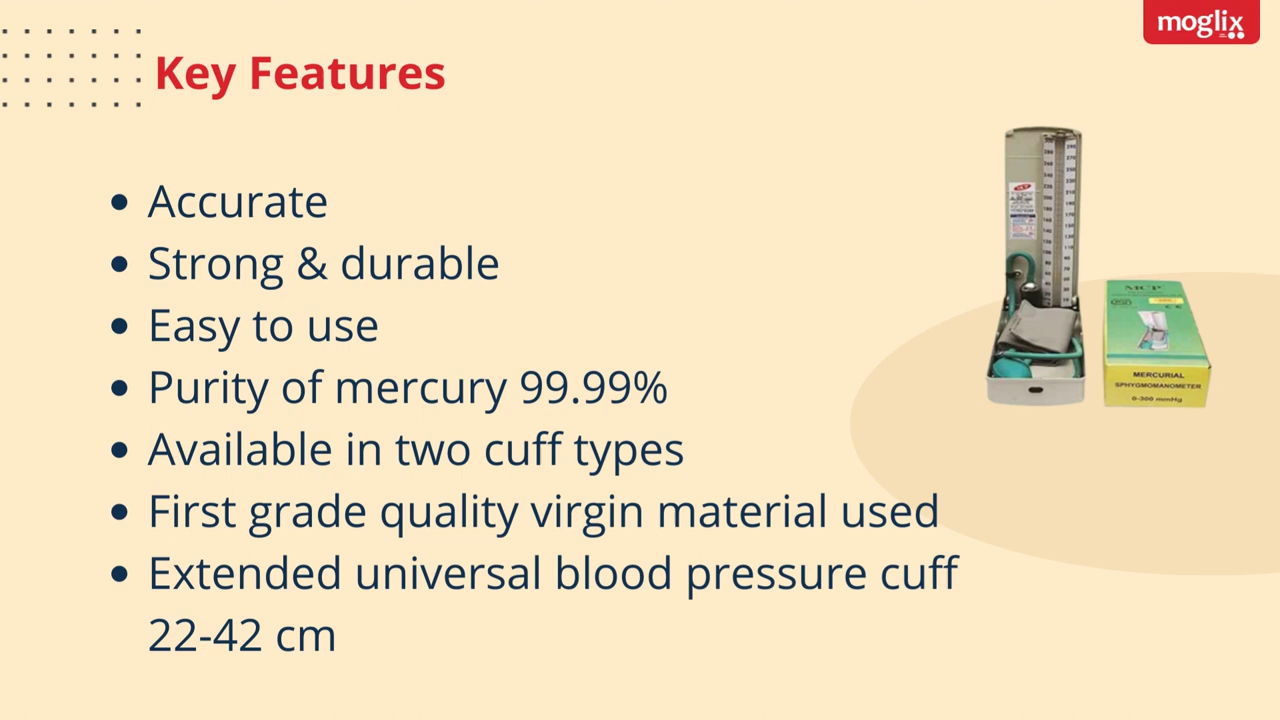 moglix
Key Features
Accurate
Strong & durable
Easy to use
Purity of mercury 99.99%
Available in two cuff types
First grade quality virgin material used
Extended universal blood pressure cuff
22-42 cm
MCP
MERCURIAL
SPHYGMOMANOMETER
0-300 mmHg